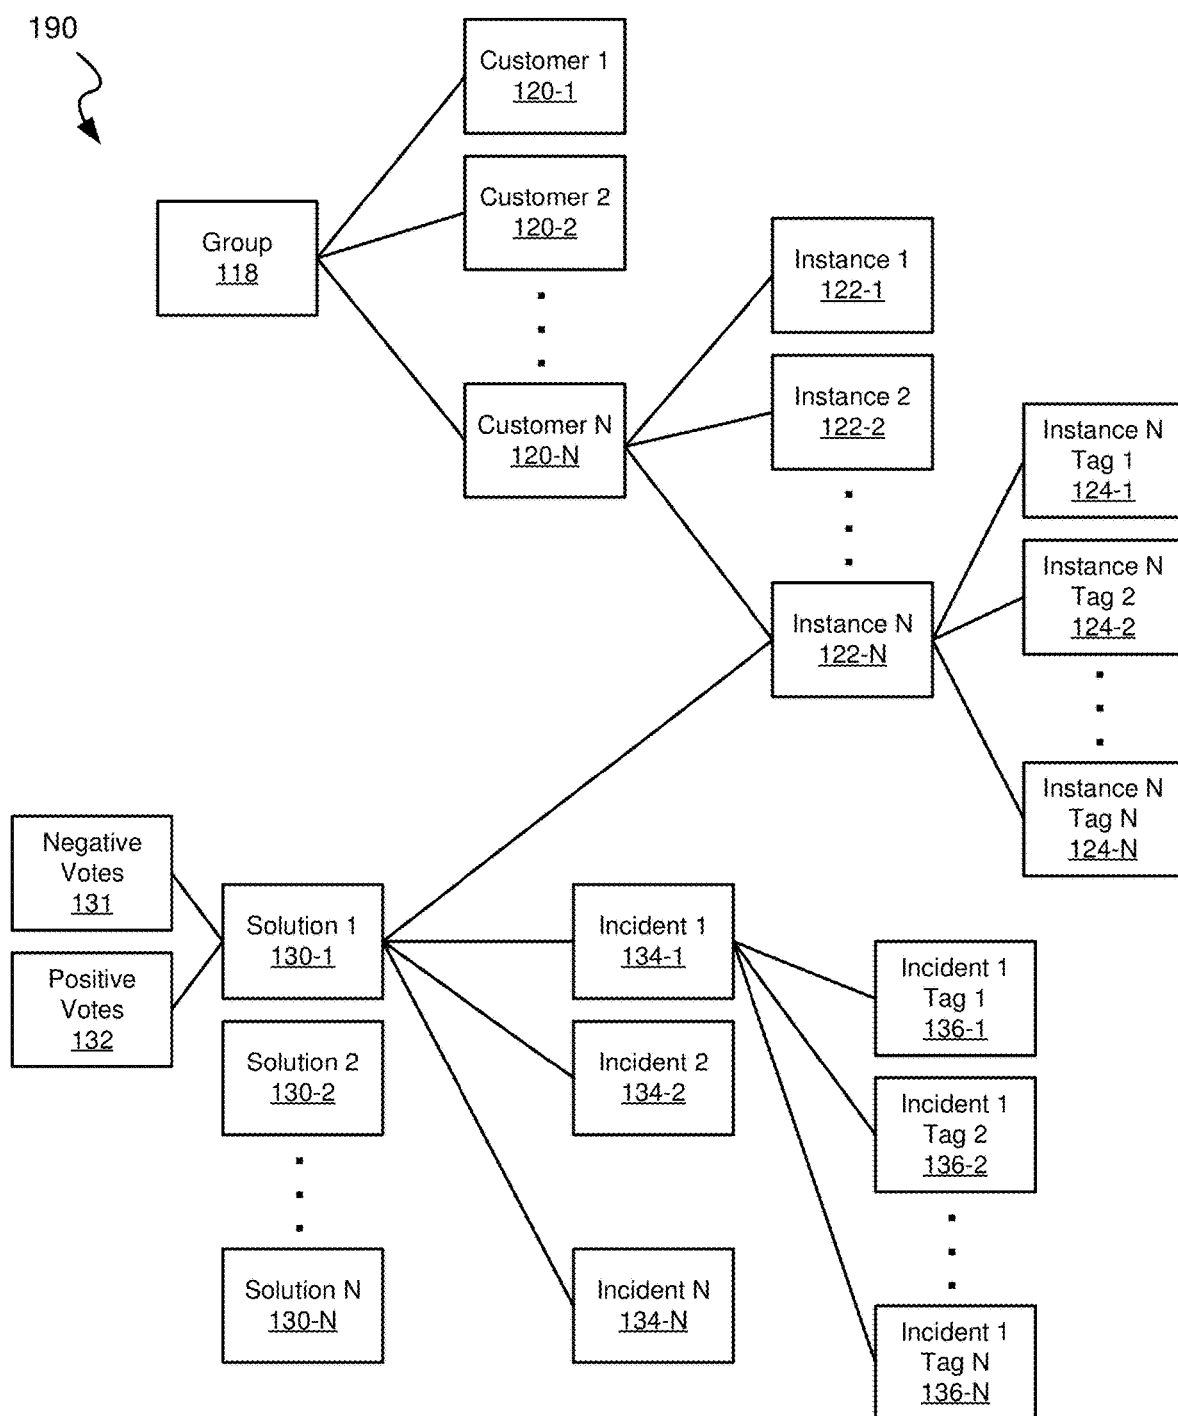 190
Customer 1
120-1
Customer 2
120-2
Group
118
Customer N
120-N
Instance 1
122-1
Instance 2
122-2
Instance N
122-N
Instance N
Tag 1
124-1
Instance N
Tag 2
124-2
Instance N
Tag N
124-N
Negative
Votes
131
Positive
Votes
132
Solution 1
130-1
Solution 2
130-2
Solution N
130-N
Incident 1
134-1
Incident 2
134-2
Incident N
134-N
Incident 1
Tag 1
136-1
Incident 1
Tag 2
136-2
Incident 1
Tag N
136-N